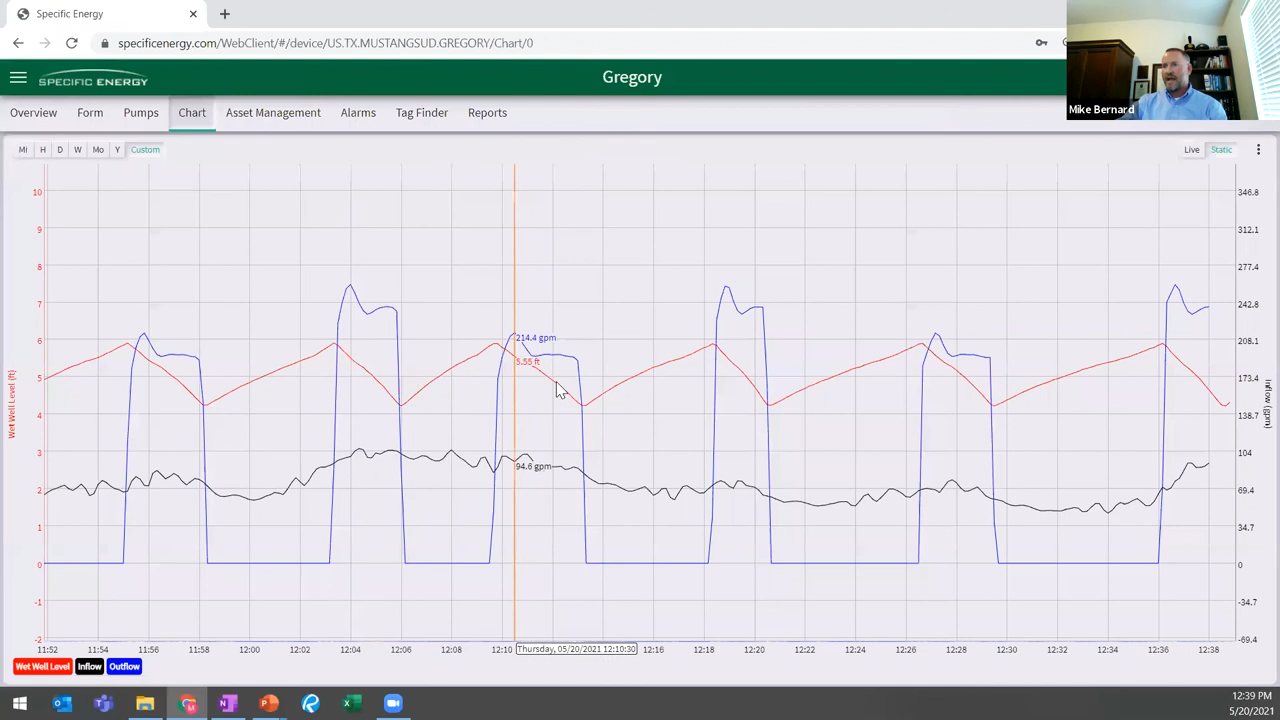 Specific Energy
specificenergy.com/WebClient/#/device/US.TX.MUSTANGSUD.GREGORY/Chart/0
SPECIFIC ENERGY
Gregory
Mike Bernard
Overview Form Pumps Chart Asset Management Alarms TankFinder Reports
Mi H D W Mo Y Custom
Live Static
10 346.8
9 312.1
8 277.4
7 242.8
6 208.1
5 173.4
4 138.7
3 104
2 69.4
1 34.7
0 0
-1 -34.7
-2 -69.4
Wet Well Level (ft)
Inflow (gpm)
214.4 gpm
5.55 ft
94.6 gpm
11:52 11:54 11:56 11:58 12:00 12:02 12:04 12:06 12:08 12:10 Thursday, 05/20/2021 12:10:30 12:16 12:18 12:20 12:22 12:24 12:26 12:28 12:30 12:32 12:34 12:36 12:38
Wet Well Level Inflow Outflow
12:39 PM
5/20/2021